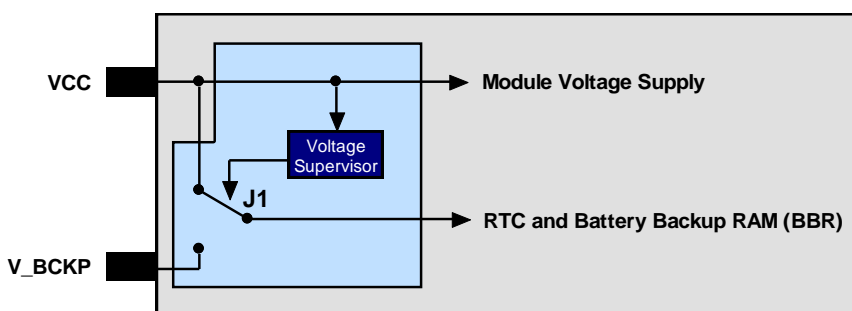 VCC
Module Voltage Supply
Voltage
Supervisor
J1
RTC and Battery Backup RAM (BBR)
V_BCKP